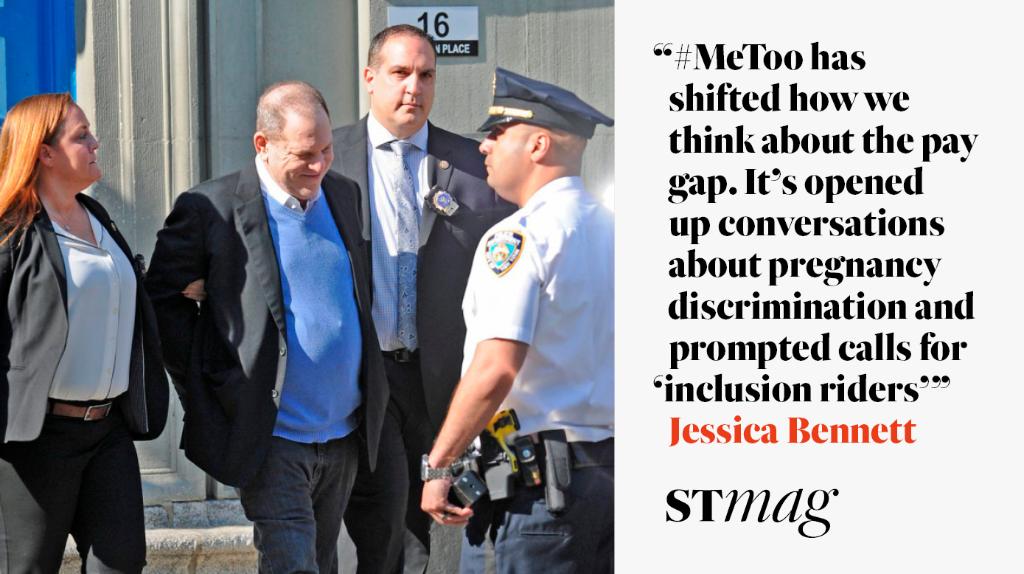 16
N PLACE
“#MeToo has
shifted how we
think about the pay
gap. It’s opened
up conversations
about pregnancy
discrimination and
prompted calls for
‘inclusion riders’”
Jessica Bennett
STmag